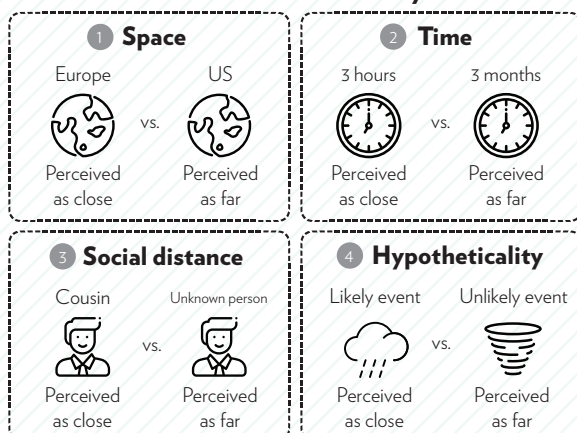 1 Space
Europe US
vs.
Perceived as close Perceived as far
2 Time
3 hours 3 months
vs.
Perceived as close Perceived as far
3 Social distance
Cousin Unknown person
vs.
Perceived as close Perceived as far
4 Hypotheticality
Likely event Unlikely event
vs.
Perceived as close Perceived as far